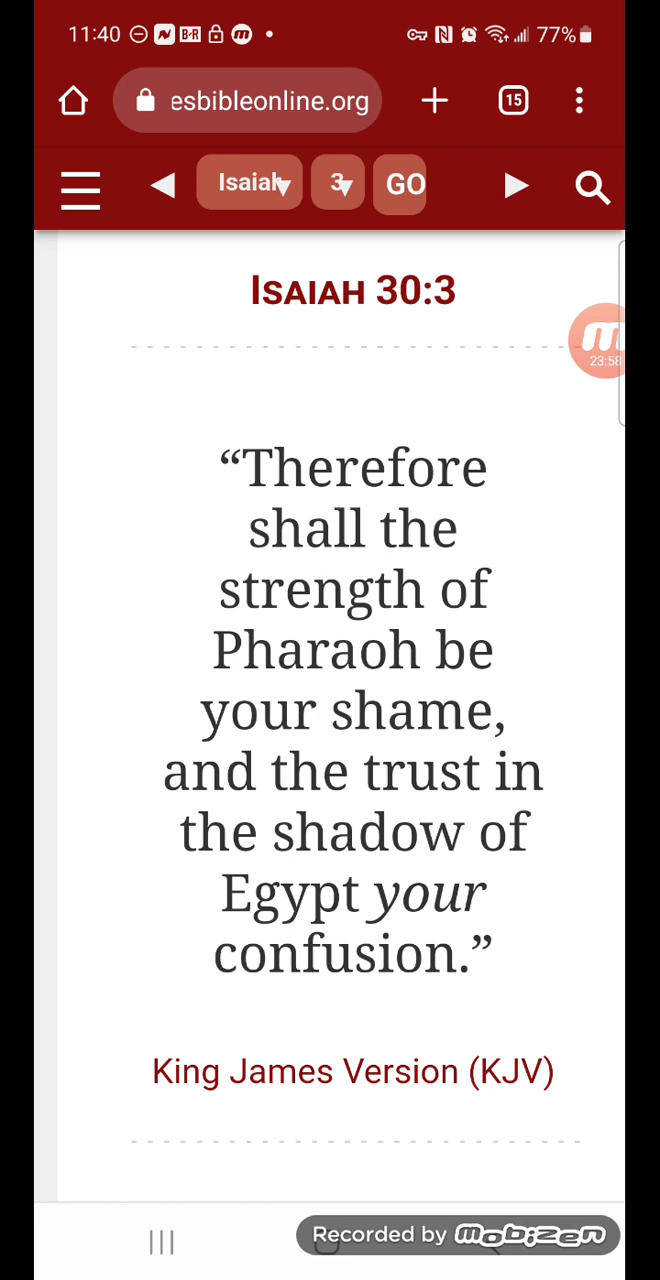 11:40 B·R m • 77%
esbibleonline.org + 15
Isaiah 3 GO
ISAIAH 30:3
m
23:58
“Therefore
shall the
strength of
Pharaoh be
your shame,
and the trust in
the shadow of
Egypt your
confusion.”
King James Version (KJV)
Recorded by mobizen